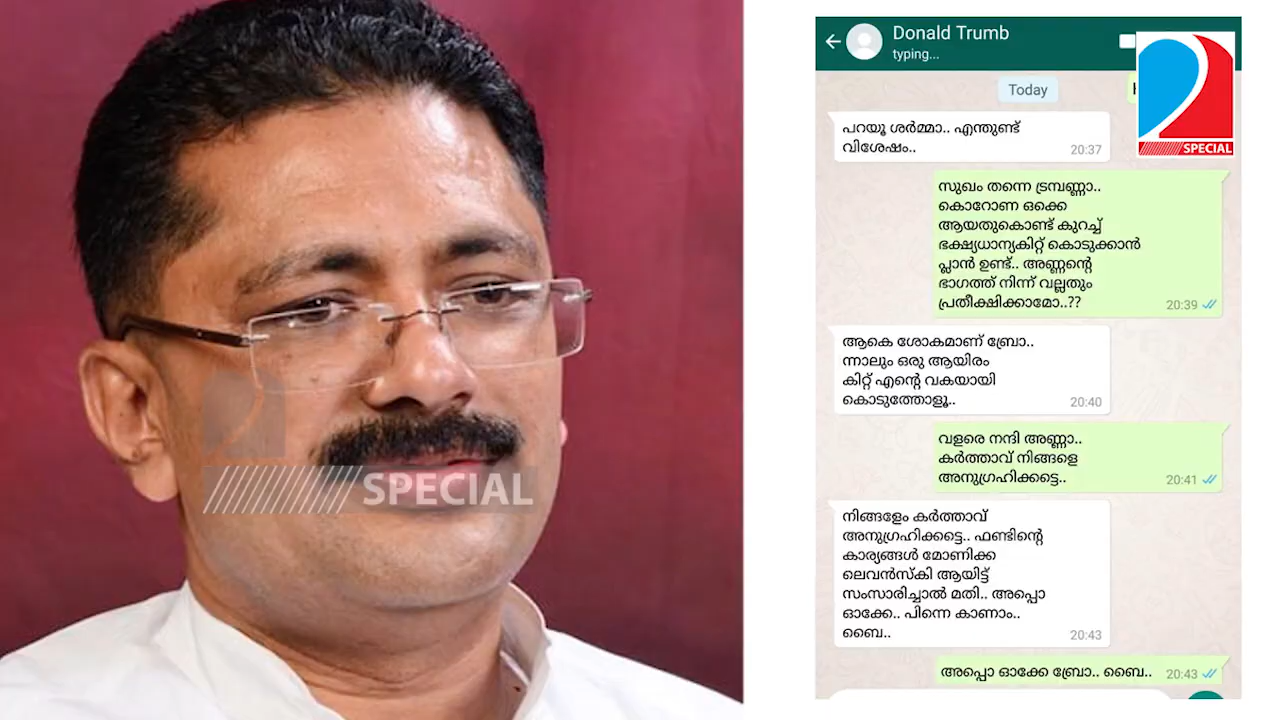 Donald Trumb
typing...
Today
പറയൂ ശർമ്മാ.. എന്തുണ്ട്
വിശേഷം..
20:37
സുഖം തന്നെ ട്രമ്പണ്ണാ..
കൊറോണ ഒക്കെ
ആയതുകൊണ്ട് കുറച്ച്
ഭക്ഷ്യധാന്യകിറ്റ് കൊടുക്കാൻ
പ്ലാൻ ഉണ്ട്.. അണ്ണന്റെ
ഭാഗത്ത് നിന്ന് വല്ലതും
പ്രതീക്ഷിക്കാമോ..??
20:39
ആകെ ശോകമാണ് ബ്രോ..
ന്നാലും ഒരു ആയിരം
കിറ്റ് എന്റെ വകയായി
കൊടുത്തോളൂ..
20:40
വളരെ നന്ദി അണ്ണാ..
കർത്താവ് നിങ്ങളെ
അനുഗ്രഹിക്കട്ടെ..
20:41
നിങ്ങളേം കർത്താവ്
അനുഗ്രഹിക്കട്ടെ.. ഫണ്ടിന്റെ
കാര്യങ്ങൾ മോണിക്ക
ലെവൻസ്കി ആയിട്ട്
സംസാരിച്ചാൽ മതി.. അപ്പൊ
ഓക്കേ.. പിന്നെ കാണാം..
ബൈ..
20:43
അപ്പൊ ഓക്കേ ബ്രോ.. ബൈ..
20:43
SPECIAL
SPECIAL